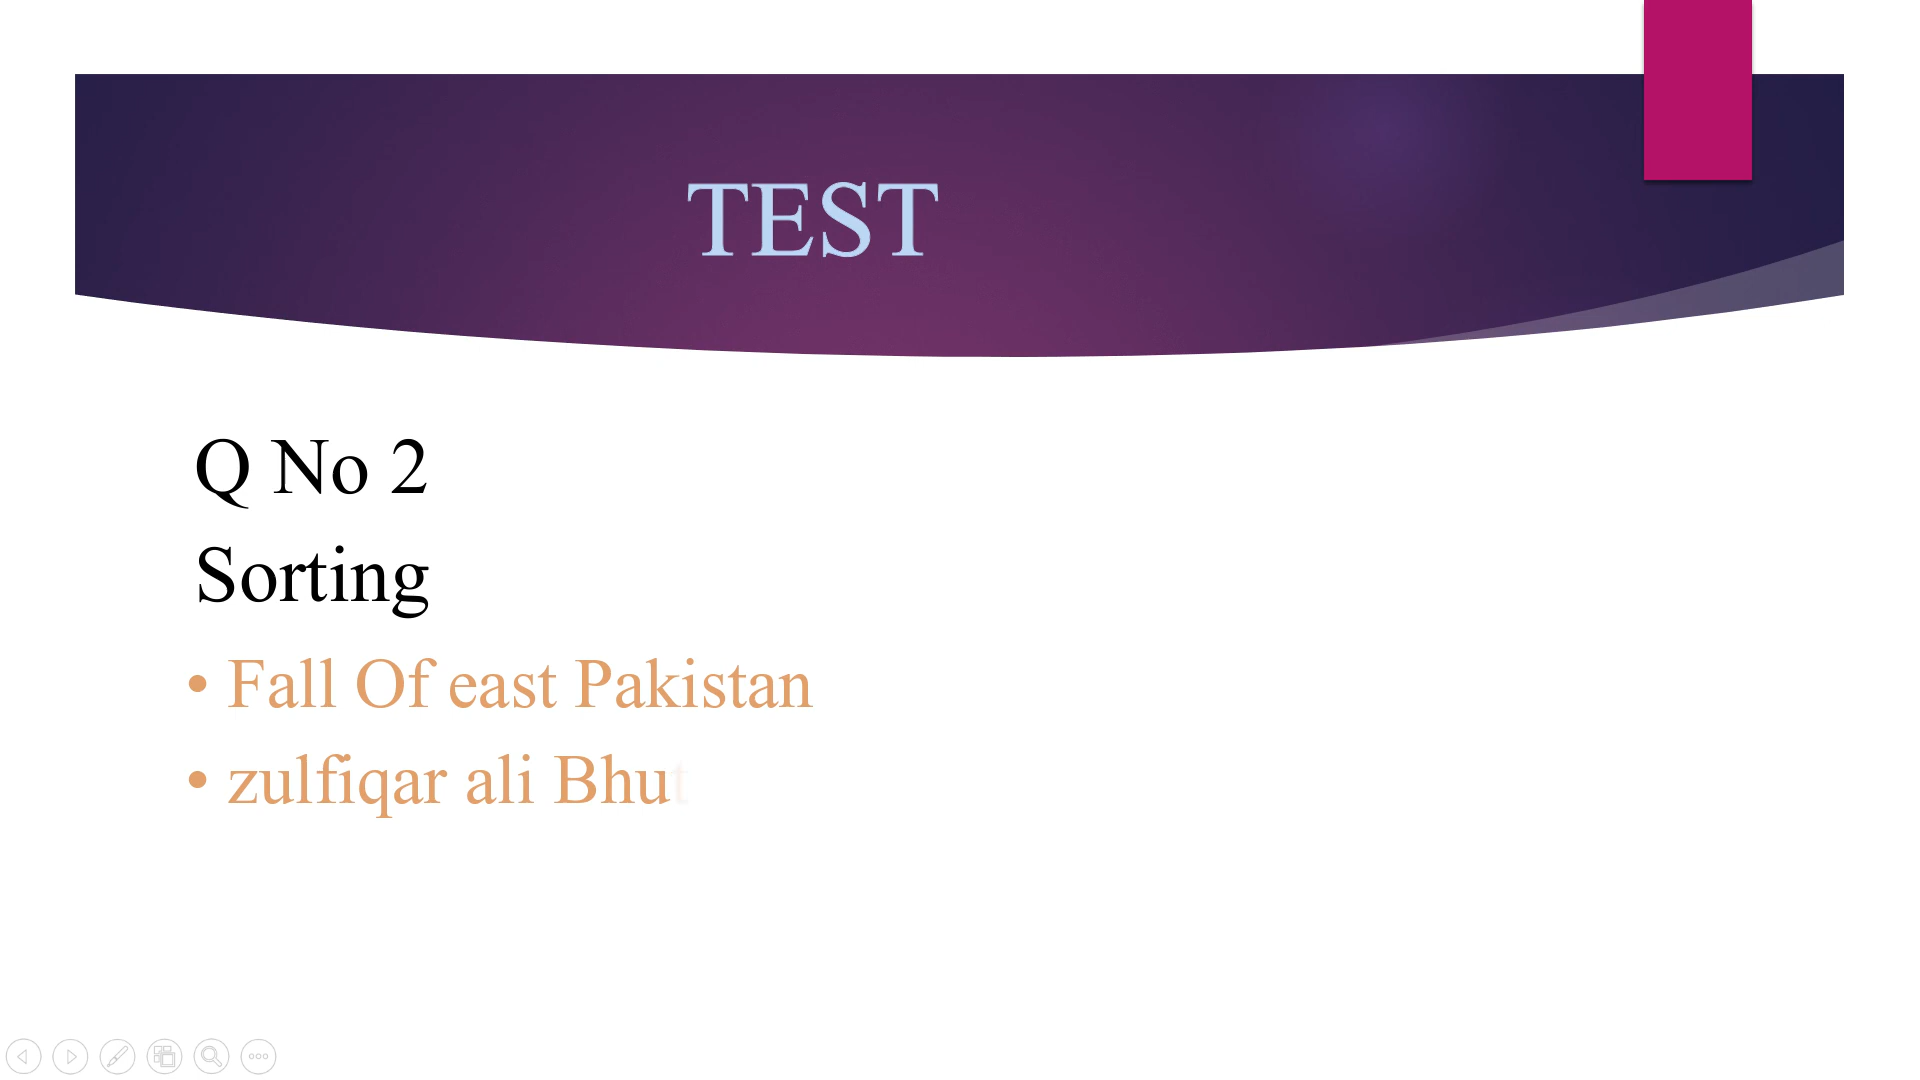 TEST
Q No 2
Sorting
• Fall Of east Pakistan
• zulfiqar ali Bhut